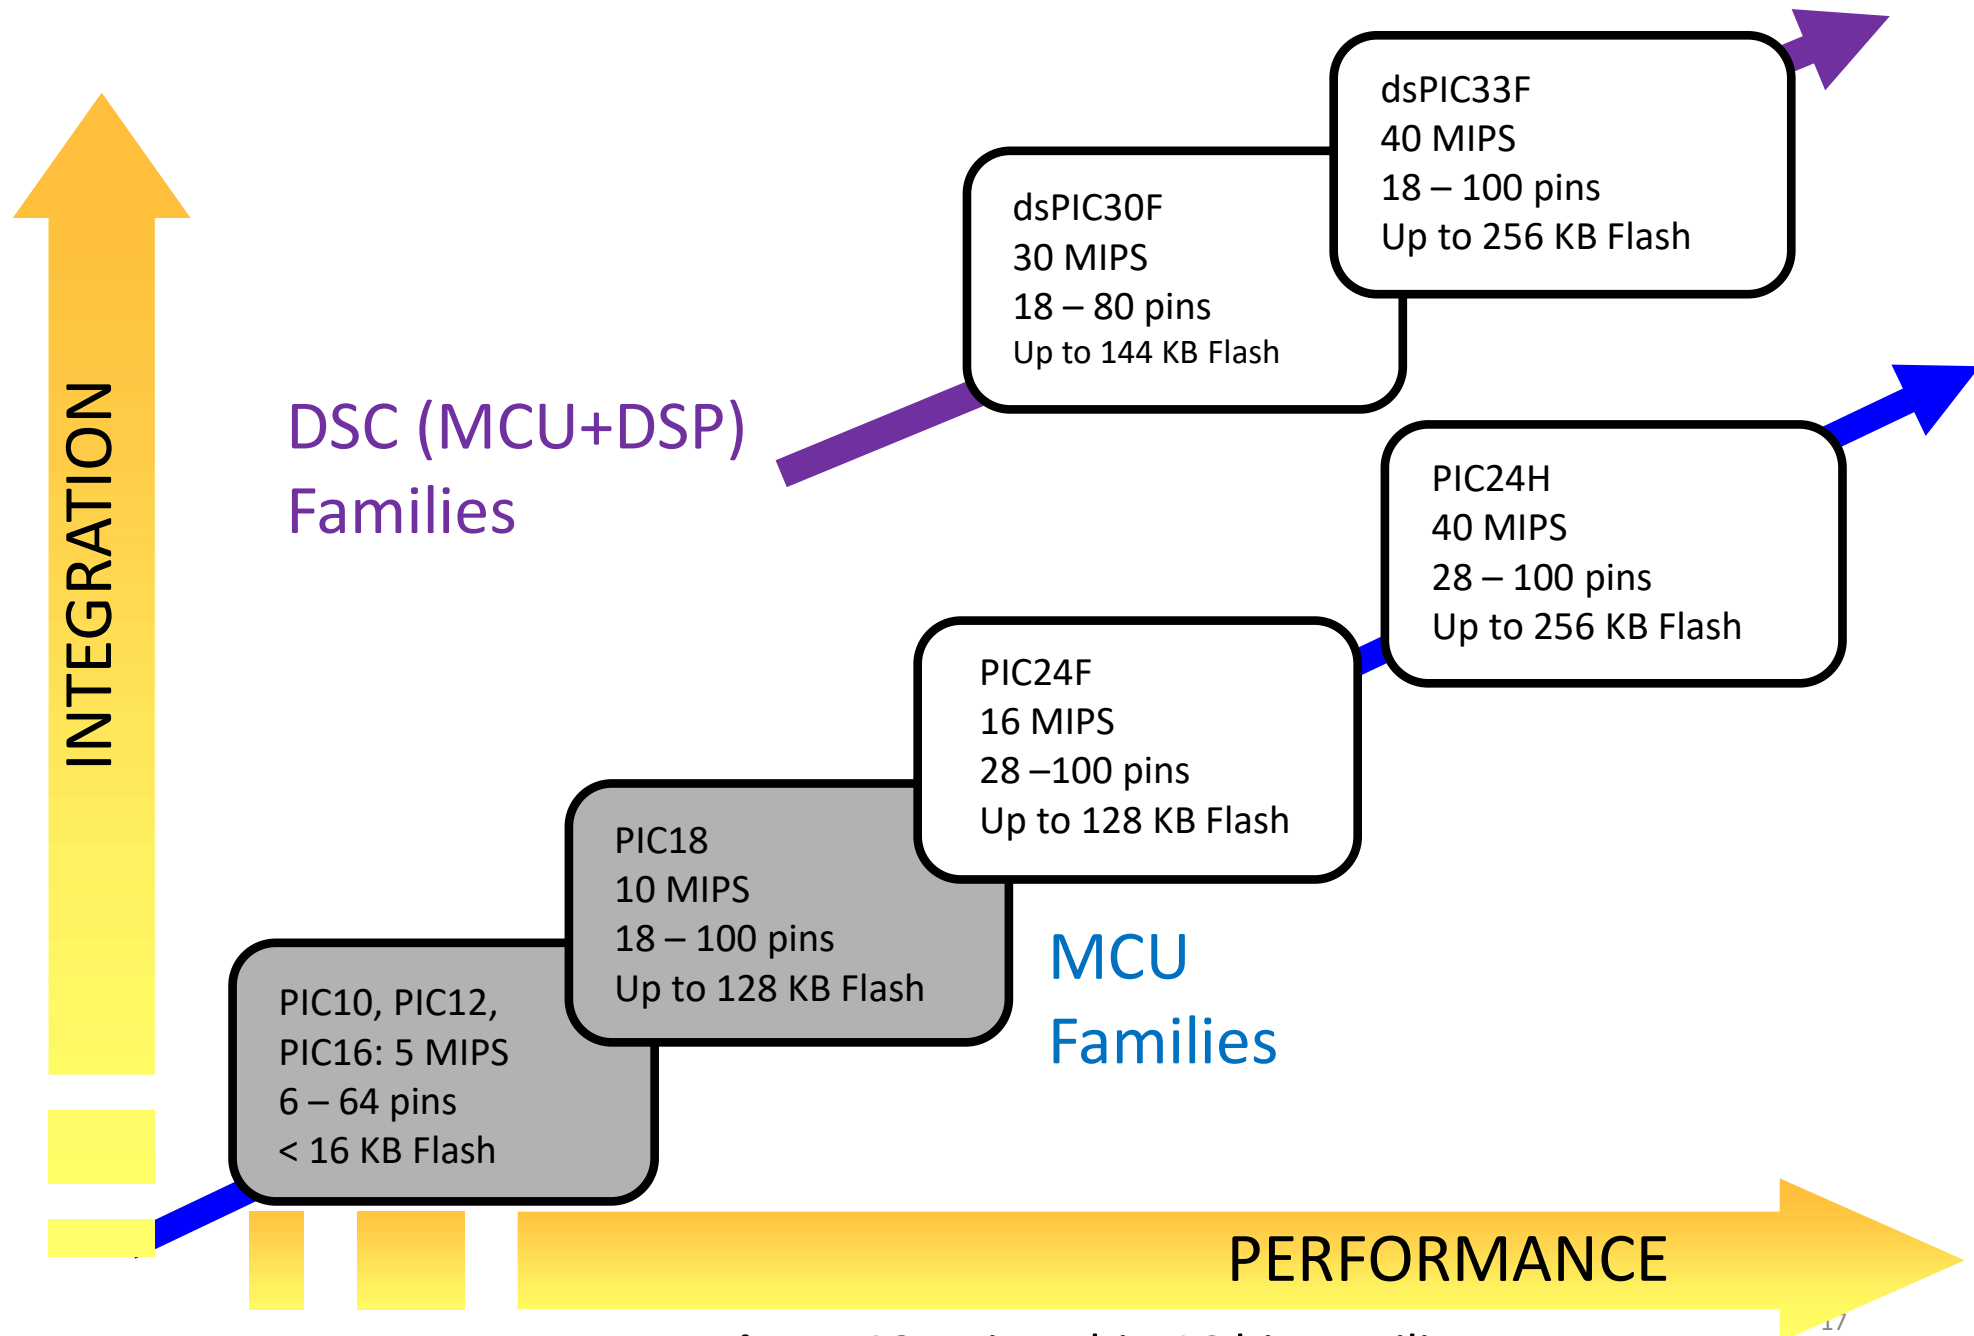 INTEGRATION
dsPIC33F
40 MIPS
18 – 100 pins
Up to 256 KB Flash
dsPIC30F
30 MIPS
18 – 80 pins
Up to 144 KB Flash
DSC (MCU+DSP)
Families
PIC24H
40 MIPS
28 – 100 pins
Up to 256 KB Flash
PIC24F
16 MIPS
28 –100 pins
Up to 128 KB Flash
PIC18
10 MIPS
18 – 100 pins
Up to 128 KB Flash
MCU
Families
PIC10, PIC12,
PIC16: 5 MIPS
6 – 64 pins
< 16 KB Flash
PERFORMANCE
17